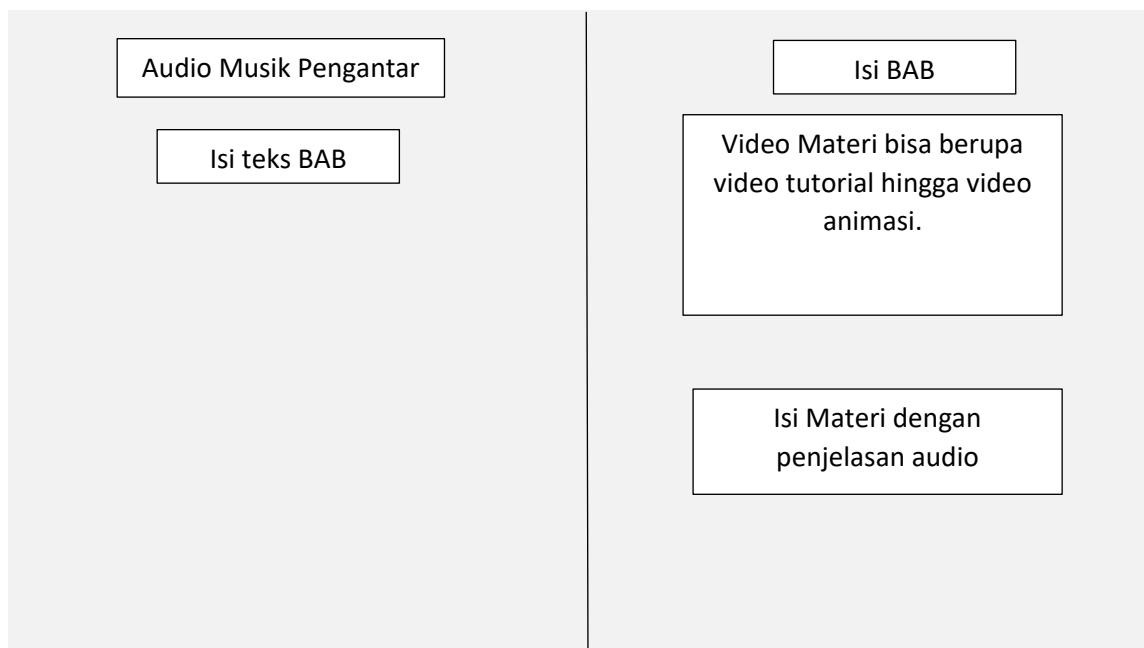 Audio Musik Pengantar
Isi teks BAB
Isi BAB
Video Materi bisa berupa
video tutorial hingga video
animasi.
Isi Materi dengan
penjelasan audio